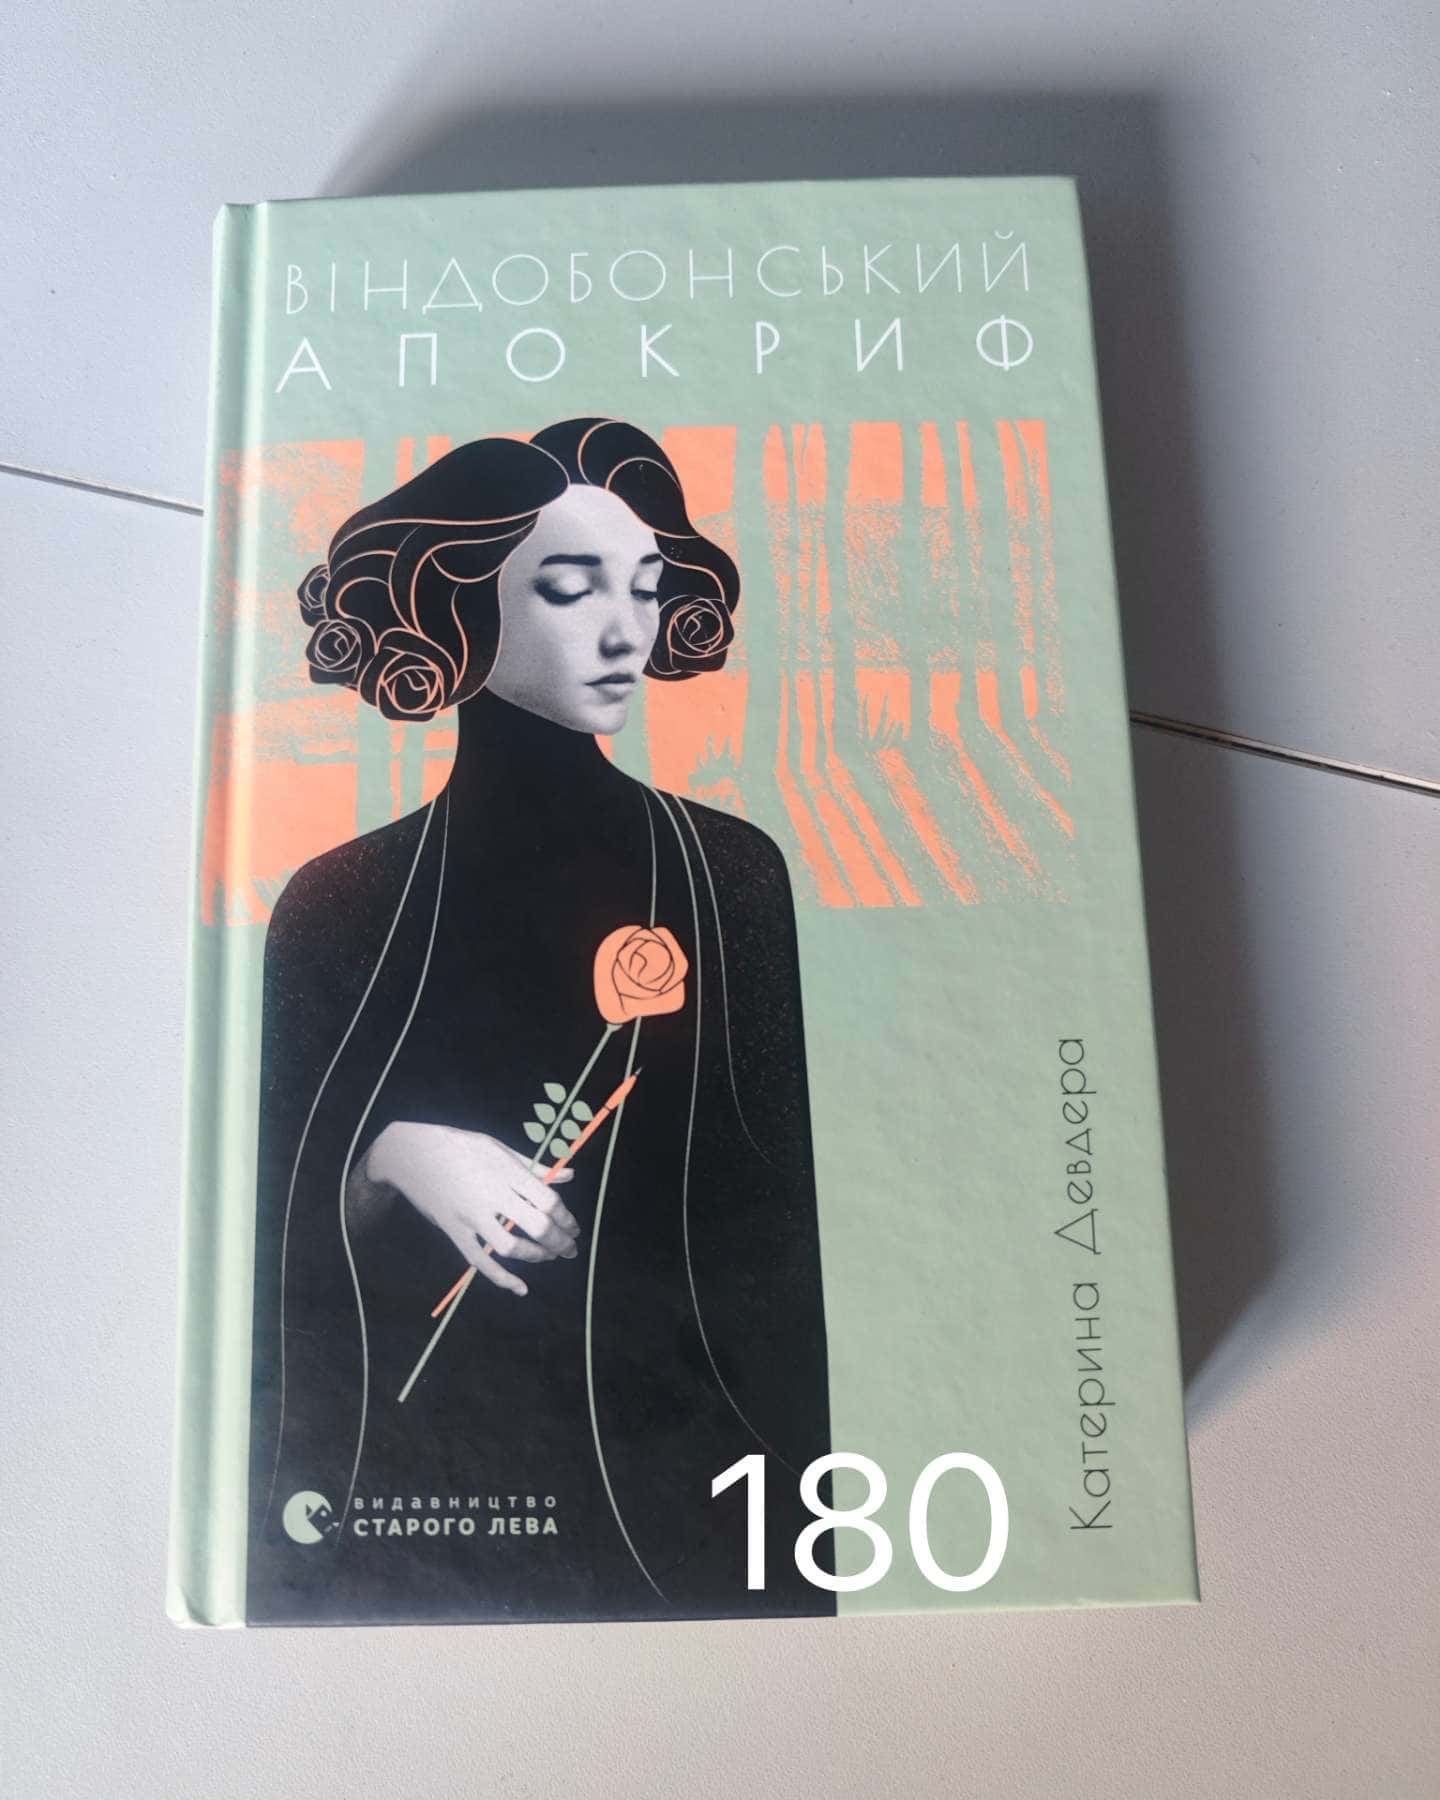 ВІНДОБОНСЬКИЙ
АПОКРИФ
Катерина Девдера
ВИДАВНИЦТВО
СТАРОГО ЛЕВА
180